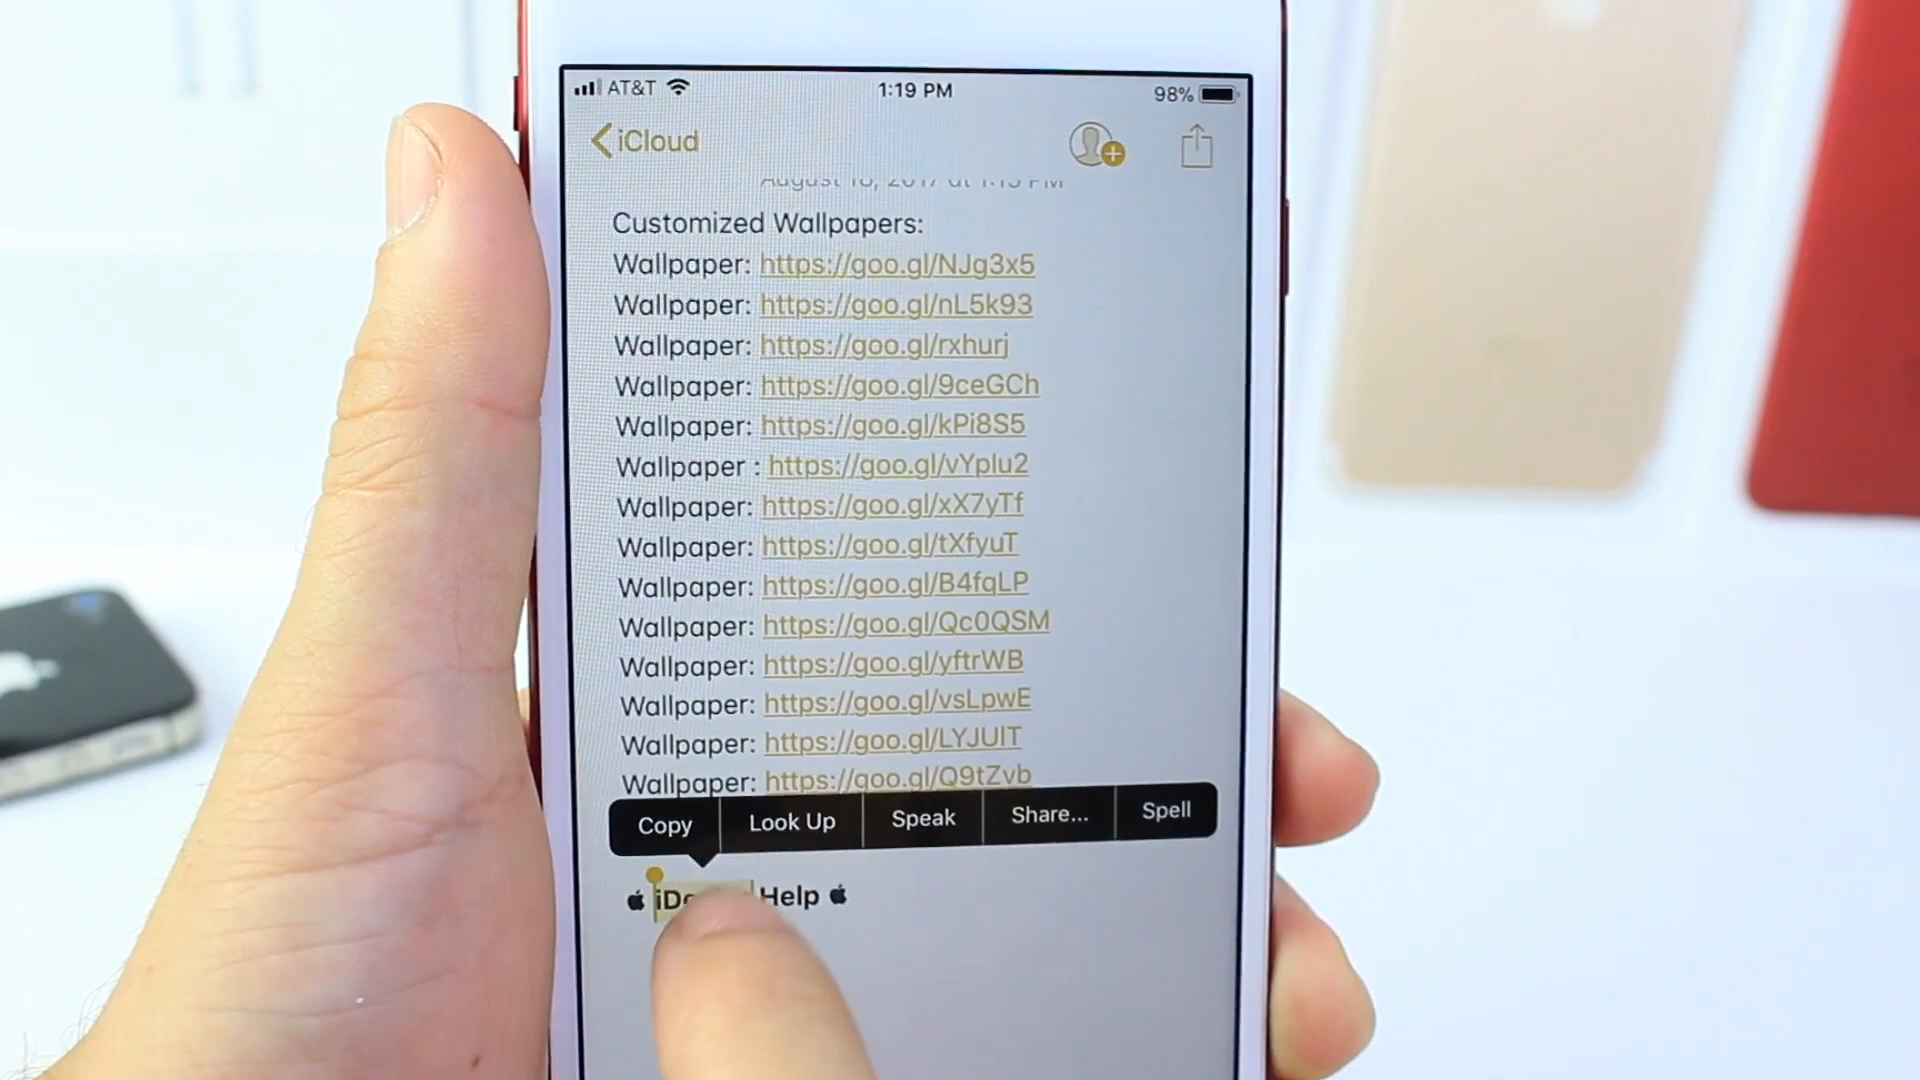 AT&T 1:19 PM 98%
iCloud
Customized Wallpapers:
Wallpaper: https://goo.gl/NJg3x5
Wallpaper: https://goo.gl/nL5k93
Wallpaper: https://goo.gl/rxhurj
Wallpaper: https://goo.gl/9ceGCh
Wallpaper: https://goo.gl/kPi8S5
Wallpaper : https://goo.gl/vYplu2
Wallpaper: https://goo.gl/xX7yTf
Wallpaper: https://goo.gl/tXfyuT
Wallpaper: https://goo.gl/B4fqLP
Wallpaper: https://goo.gl/Qc0QSM
Wallpaper: https://goo.gl/yftrWB
Wallpaper: https://goo.gl/vsLpwE
Wallpaper: https://goo.gl/LYJUlT
Wallpaper: https://goo.gl/Q9tZvb
Copy Look Up Speak Share... Spell
Help